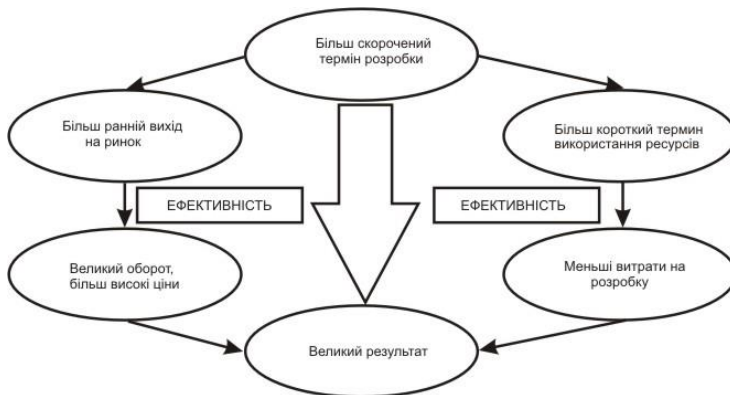 Більш скорочений
термін розробки
Більш ранній вихід
на ринок
Більш короткий термин
використання ресурсів
ЕФЕКТИВНІСТЬ
ЕФЕКТИВНІСТЬ
Великий оборот,
більш високі ціни
Меньші витрати на
розробку
Великий результат